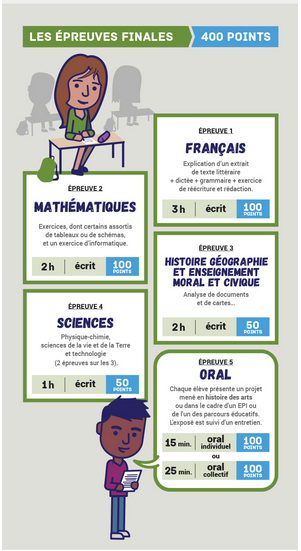 LES ÉPREUVES FINALES
400 POINTS
ÉPREUVE 1
FRANÇAIS
Explication d'un extrait
de texte littéraire
+ dictée + grammaire + exercice
de réécriture et rédaction.
3 h | écrit
100
POINTS
ÉPREUVE 2
MATHÉMATIQUES
Exercices, dont certains assortis
de tableaux ou de schémas,
et un exercice d'informatique.
2 h | écrit
100
POINTS
ÉPREUVE 3
HISTOIRE GÉOGRAPHIE
ET ENSEIGNEMENT
MORAL ET CIVIQUE
Analyse de documents
et de cartes...
2 h | écrit
50
POINTS
ÉPREUVE 4
SCIENCES
Physique-chimie,
sciences de la vie et de la Terre
et technologie
(2 épreuves sur les 3).
1 h | écrit
50
POINTS
ÉPREUVE 5
ORAL
Chaque élève présente un projet
mené en histoire des arts
ou dans le cadre d'un EPI ou
de l'un des parcours éducatifs.
L'exposé est suivi d'un entretien.
15 min. | oral
individuel
100
POINTS
ou
25 min. | oral
collectif
100
POINTS